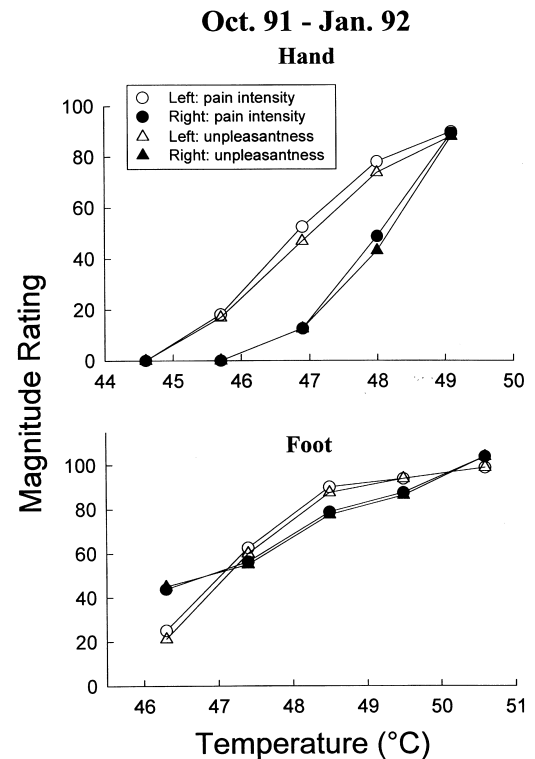 Oct. 91 - Jan. 92
Hand
Left: pain intensity
Right: pain intensity
Left: unpleasantness
Right: unpleasantness
100
80
60
40
20
0
44 45 46 47 48 49 50
Magnitude Rating
Foot
100
80
60
40
20
0
46 47 48 49 50 51
Temperature (°C)